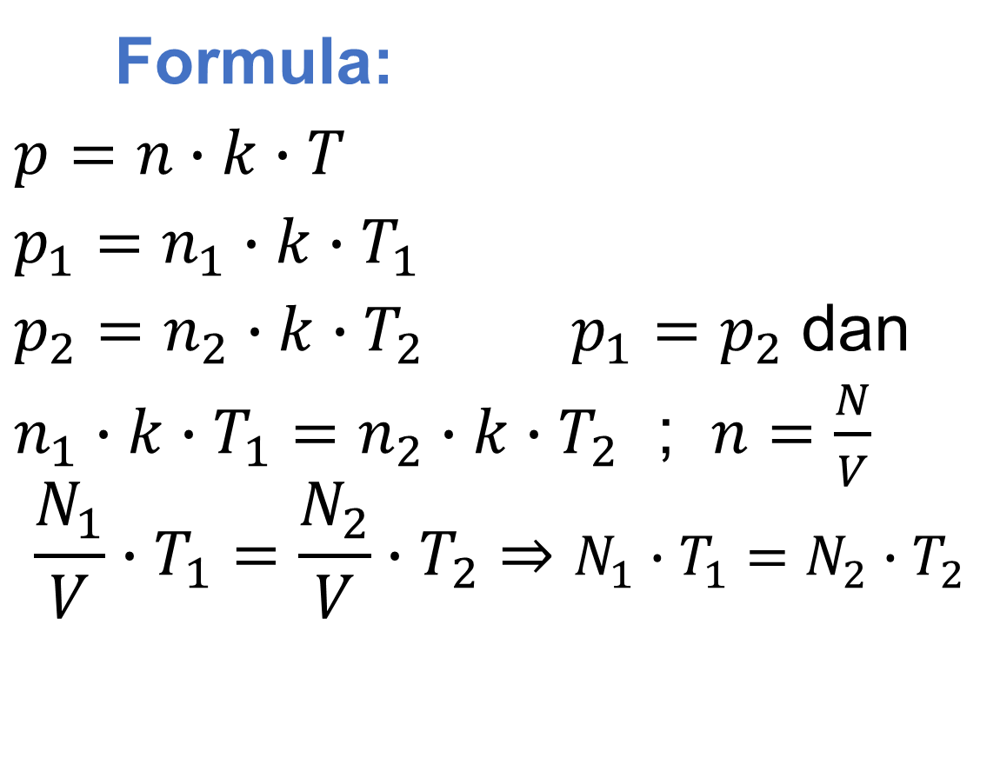 Formula:
𝑝 = 𝑛 ⋅ 𝑘 ⋅ 𝑇
𝑝₁ = 𝑛₁ ⋅ 𝑘 ⋅ 𝑇₁
𝑝₂ = 𝑛₂ ⋅ 𝑘 ⋅ 𝑇₂ 𝑝₁ = 𝑝₂ dan
𝑛₁ ⋅ 𝑘 ⋅ 𝑇₁ = 𝑛₂ ⋅ 𝑘 ⋅ 𝑇₂ ; 𝑛 = 𝑁/𝑉
𝑁₁/𝑉 ⋅ 𝑇₁ = 𝑁₂/𝑉 ⋅ 𝑇₂ ⇒ 𝑁₁ ⋅ 𝑇₁ = 𝑁₂ ⋅ 𝑇₂